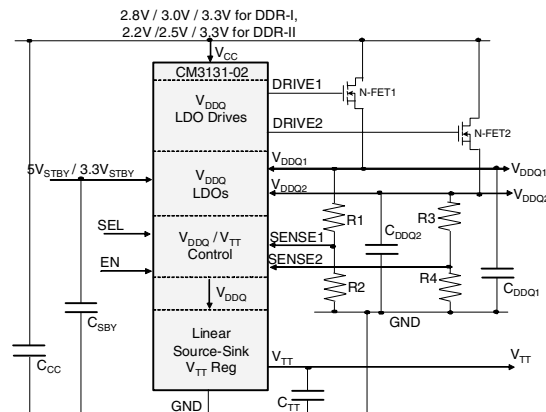 2.8V / 3.0V / 3.3V for DDR-I,
2.2V /2.5V / 3.3V for DDR-II
VCC
CM3131-02
DRIVE1
N-FET1
VDDQ
LDO Drives
DRIVE2
N-FET2
VDDQ1
VDDQ1
5VSTBY / 3.3VSTBY
VDDQ
LDOs
VDDQ2
VDDQ2
R1
R3
SEL
CDDQ2
VDDQ / VTT
Control
SENSE1
EN
SENSE2
R2
R4
CDDQ1
VDDQ
GND
CSBY
Linear
Source-Sink
VTT Reg
VTT
VTT
CCC
GND
CTT